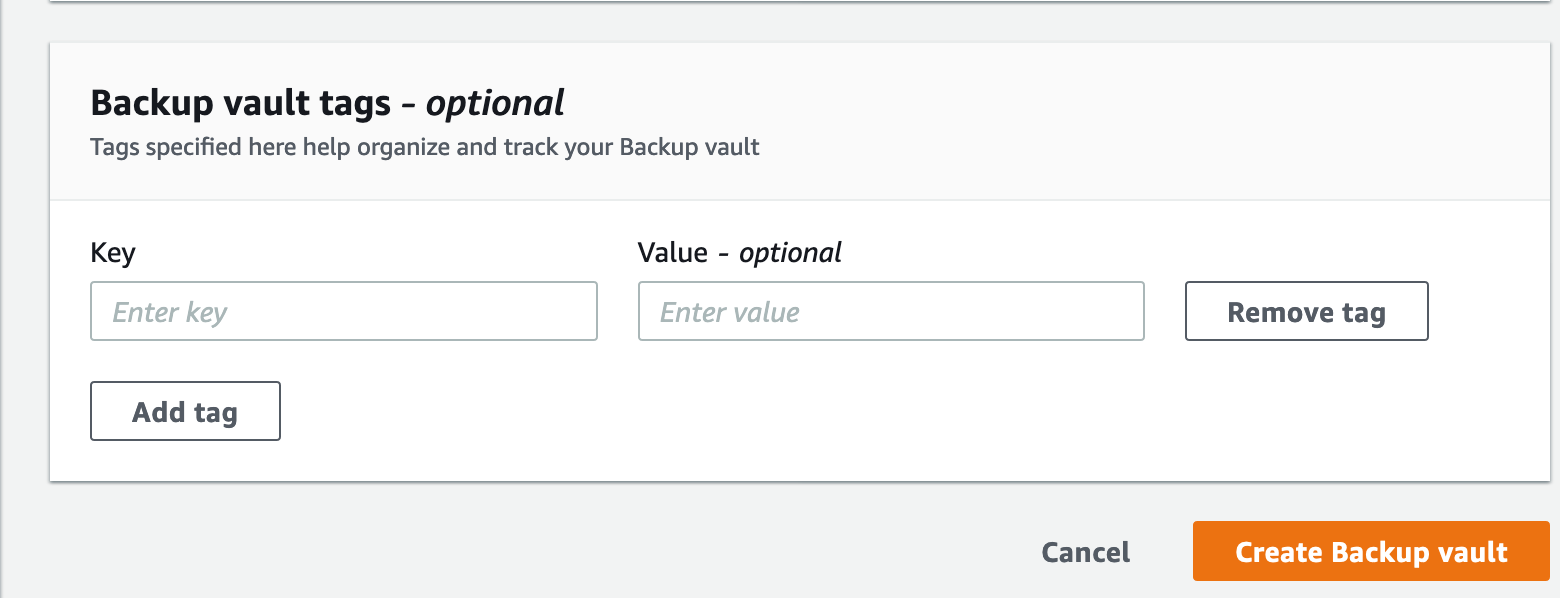 Backup vault tags – optional
Tags specified here help organize and track your Backup vault
Key
Value - optional
Enter key
Enter value
Remove tag
Add tag
Cancel
Create Backup vault